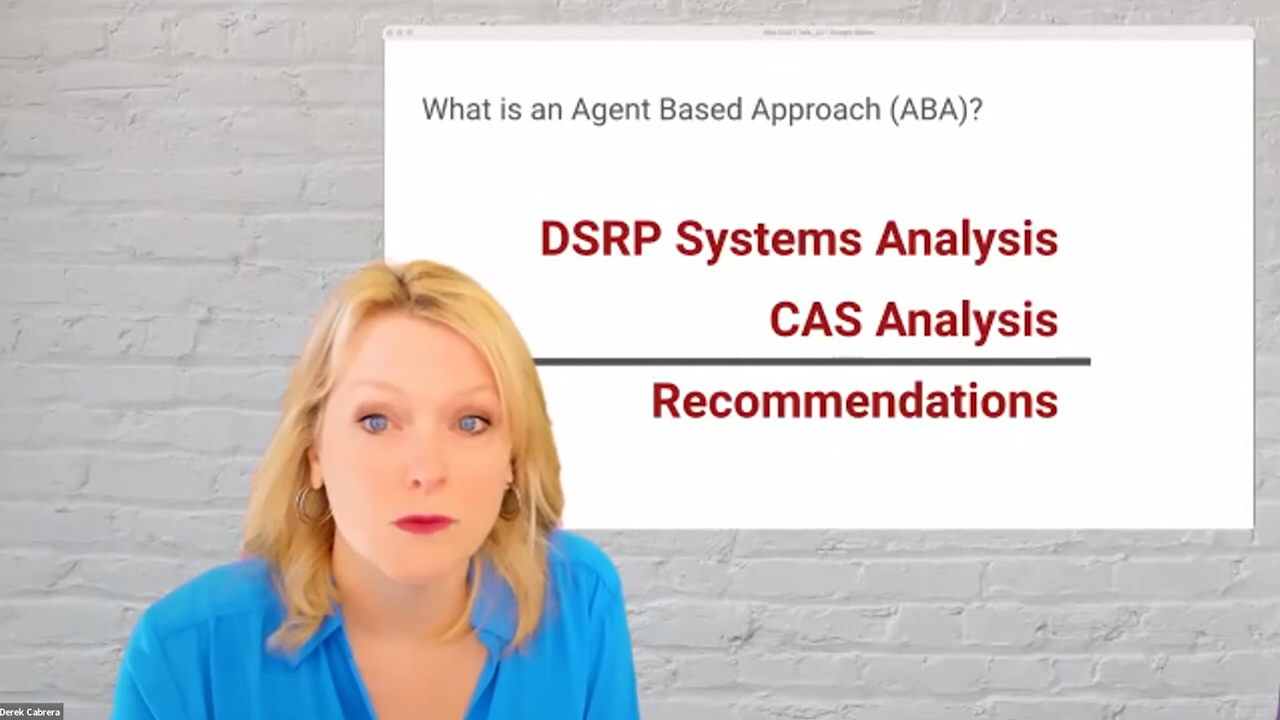 What is an Agent Based Approach (ABA)?
DSRP Systems Analysis
CAS Analysis
Recommendations
Derek Cabrera